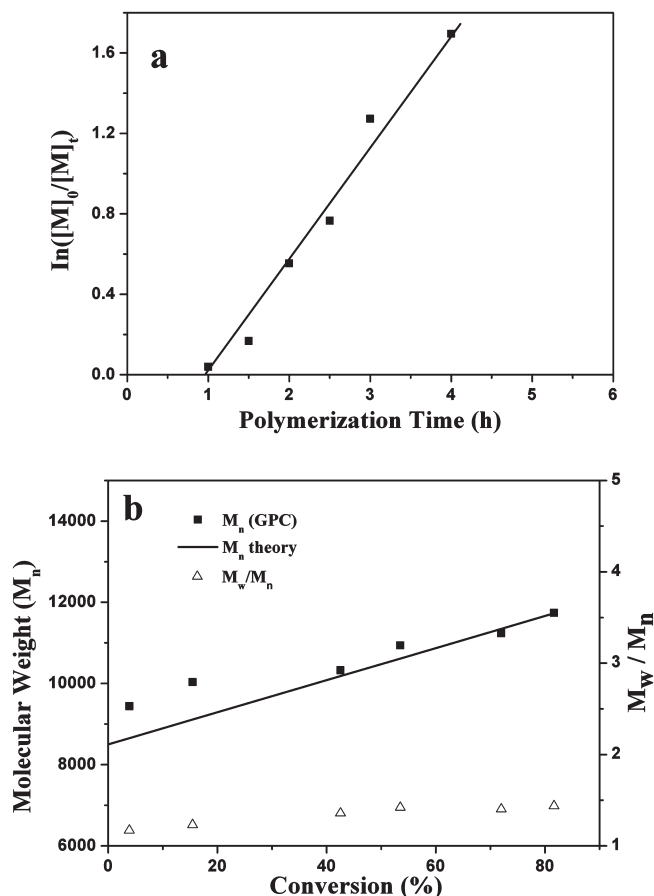 a
In([M]0/[M]t)
1.6
1.2
0.8
0.4
0.0
0 1 2 3 4 5 6
Polymerization Time (h)
b
Molecular Weight (Mn)
14000
12000
10000
8000
6000
Mn (GPC)
Mn theory
Mw/Mn
5
4
3
2
1
Mw / Mn
0 20 40 60 80
Conversion (%)